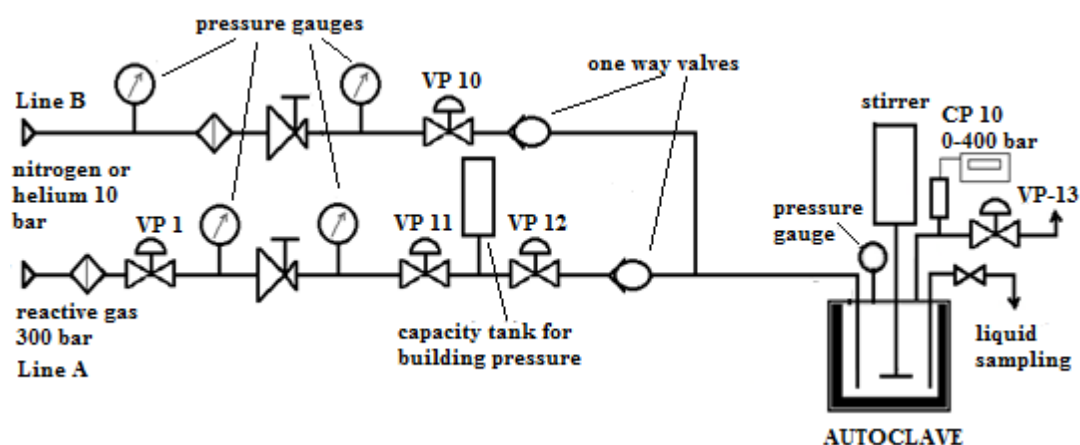 pressure gauges
one way valves
Line B
VP 10
stirrer
CP 10
0-400 bar
nitrogen or
helium 10
bar
VP 1
VP 11
VP 12
pressure
gauge
VP-13
reactive gas
300 bar
Line A
capacity tank for
building pressure
liquid
sampling
AUTOCLAVE